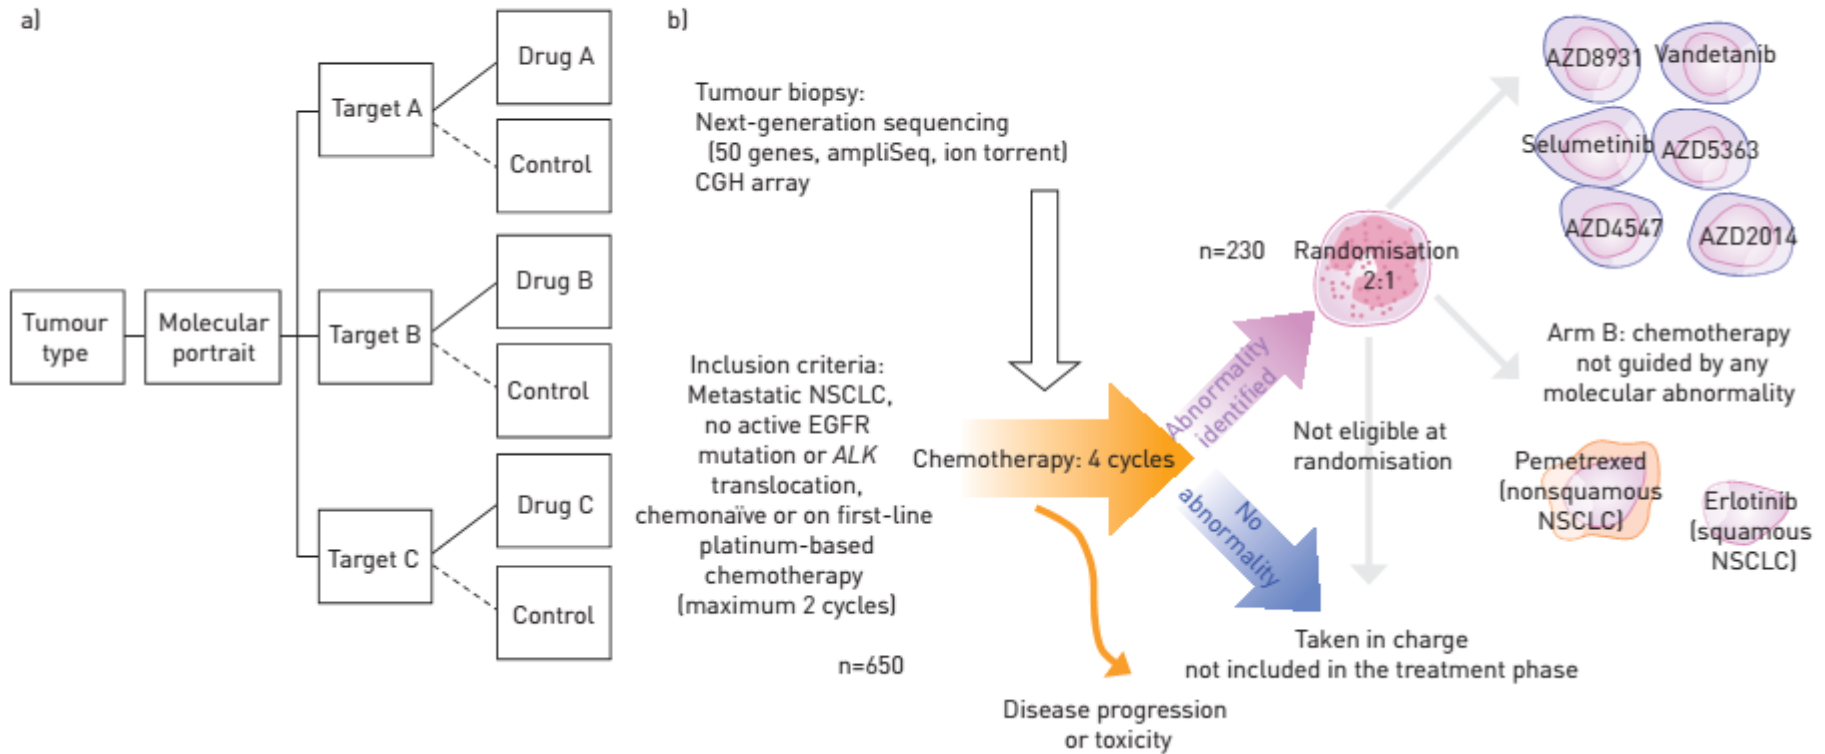 a)
Tumour
type
Molecular
portrait
Target A
Drug A
Control
Target B
Drug B
Control
Target C
Drug C
Control
b)
Tumour biopsy:
Next-generation sequencing
(50 genes, ampliSeq, ion torrent)
CGH array
Inclusion criteria:
Metastatic NSCLC,
no active EGFR
mutation or ALK
translocation,
chemonaïve or on first-line
platinum-based
chemotherapy
(maximum 2 cycles)
n=650
Chemotherapy: 4 cycles
Disease progression
or toxicity
Abnormality
identified
No
abnormality
n=230
Randomisation
2:1
Not eligible at
randomisation
Taken in charge
not included in the treatment phase
AZD8931
Vandetanib
Selumetinib
AZD5363
AZD4547
AZD2014
Arm B: chemotherapy
not guided by any
molecular abnormality
Pemetrexed
(nonsquamous
NSCLC)
Erlotinib
(squamous
NSCLC)